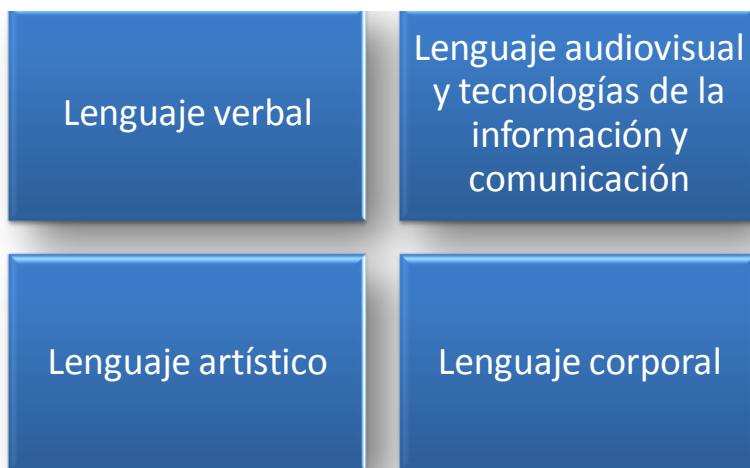 Lenguaje verbal
Lenguaje audiovisual
y tecnologías de la
información y
comunicación
Lenguaje artístico
Lenguaje corporal